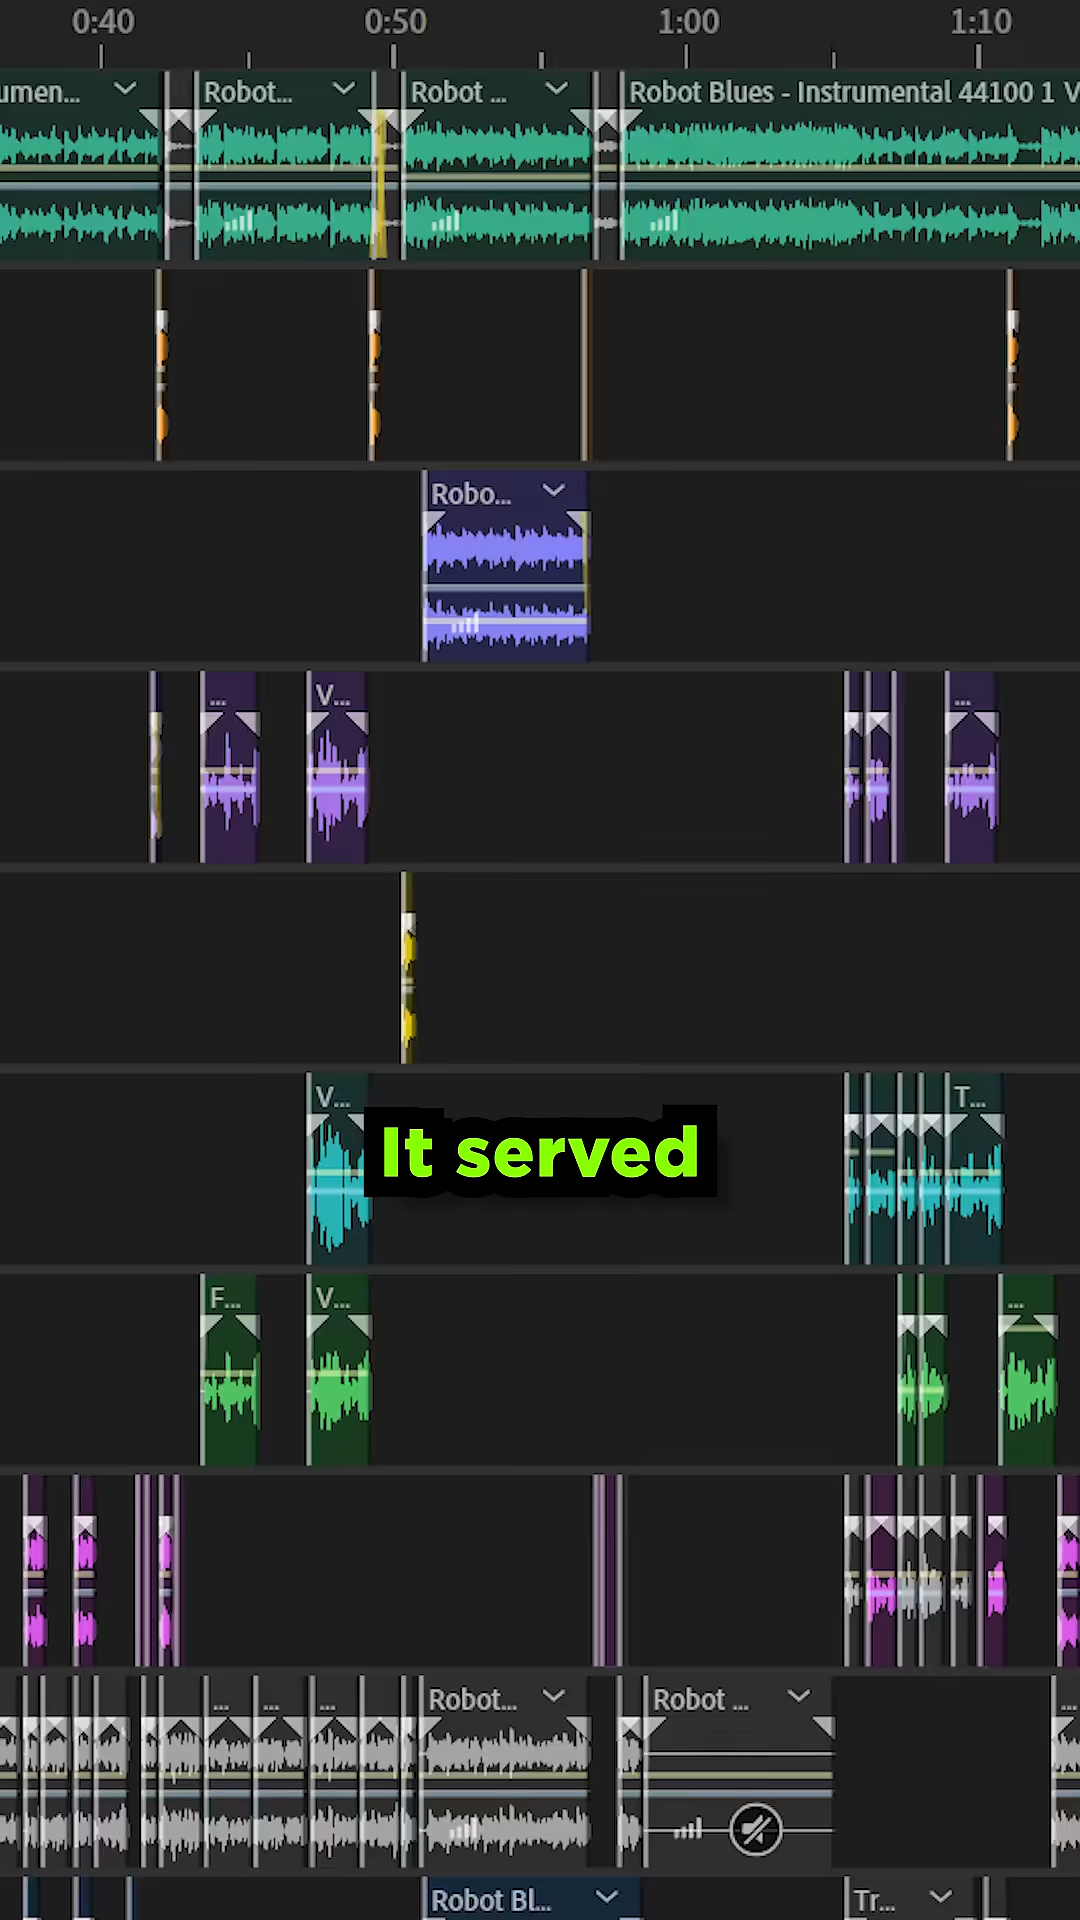 0:40 0:50 1:00 1:10
umen... Robot... Robot ... Robot Blues - Instrumental 44100 1 V
Robo...
... V... ...
V... T...
It served
F... V... ...
... ... ... Robot... Robot ... ...
Robot Bl... Tr...